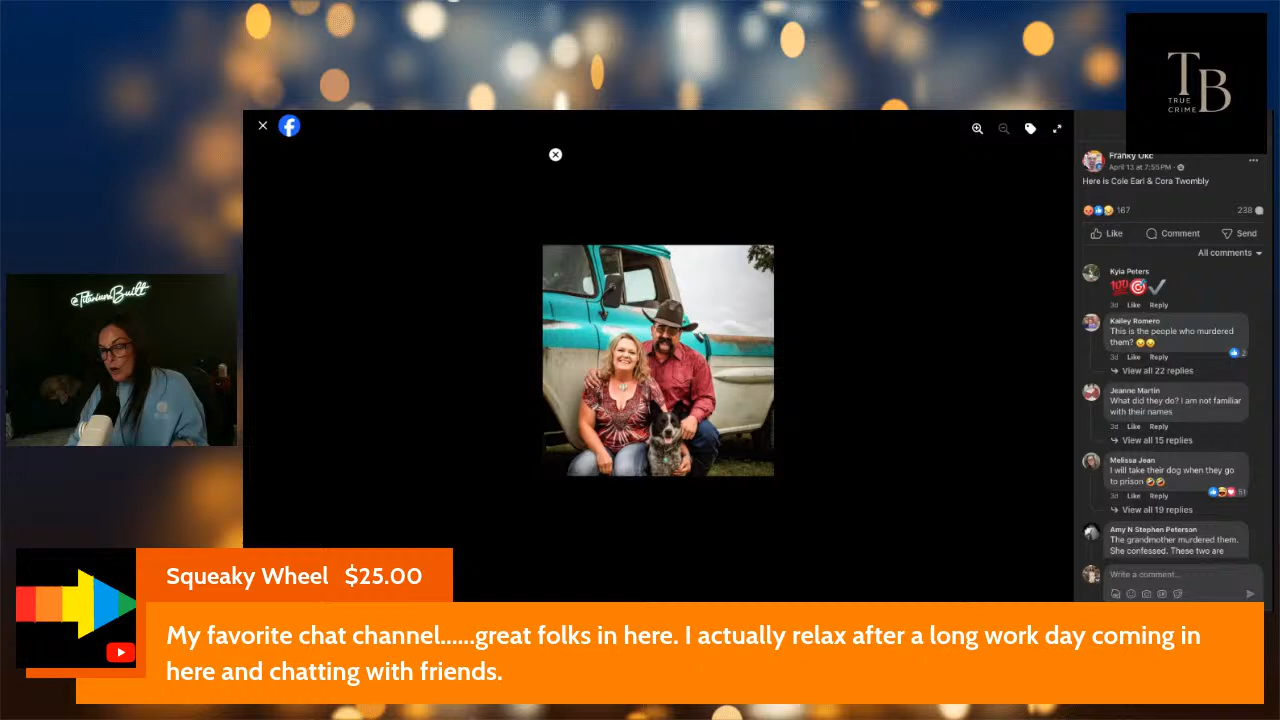 TB
TRUE
CRIME
@TitaniumBuilt
Franky Okc
April 13 at 7:55PM
Here is Cole Earl & Cora Twombly
167
238
Like Comment Send
All comments
Kyia Peters
💯🎯✔
3d Like Reply
Kailey Romero
This is the people who murdered
them? 😖😖
2
3d Like Reply
View all 22 replies
Jeanne Martin
What did they do? I am not familiar
with their names
3d Like Reply
View all 15 replies
Melissa Jean
I will take their dog when they go
to prison 🤣🤣
51
3d Like Reply
View all 19 replies
Amy N Stephen Peterson
The grandmother murdered them.
She confessed. These two are
Write a comment...
Squeaky Wheel $25.00
My favorite chat channel......great folks in here. I actually relax after a long work day coming in
here and chatting with friends.